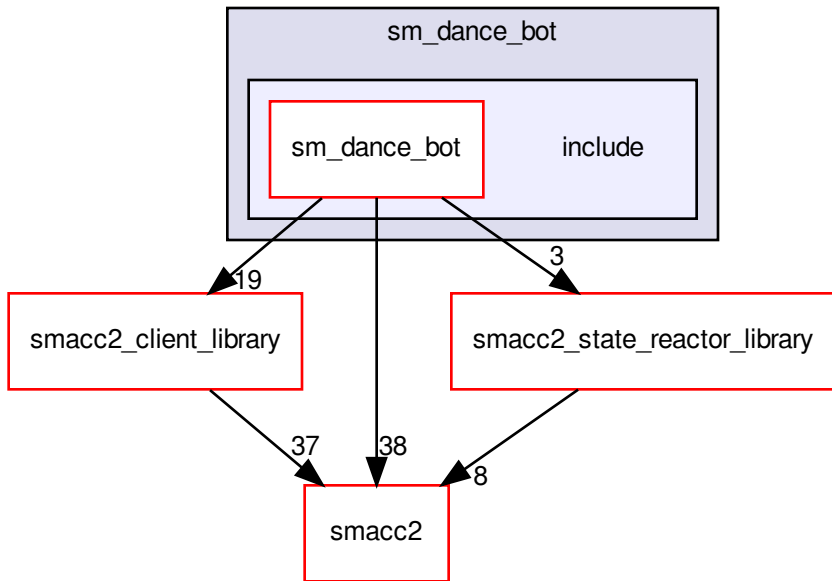 sm_dance_bot
sm_dance_bot
include
3
19
smacc2_client_library
smacc2_state_reactor_library
37
38
8
smacc2